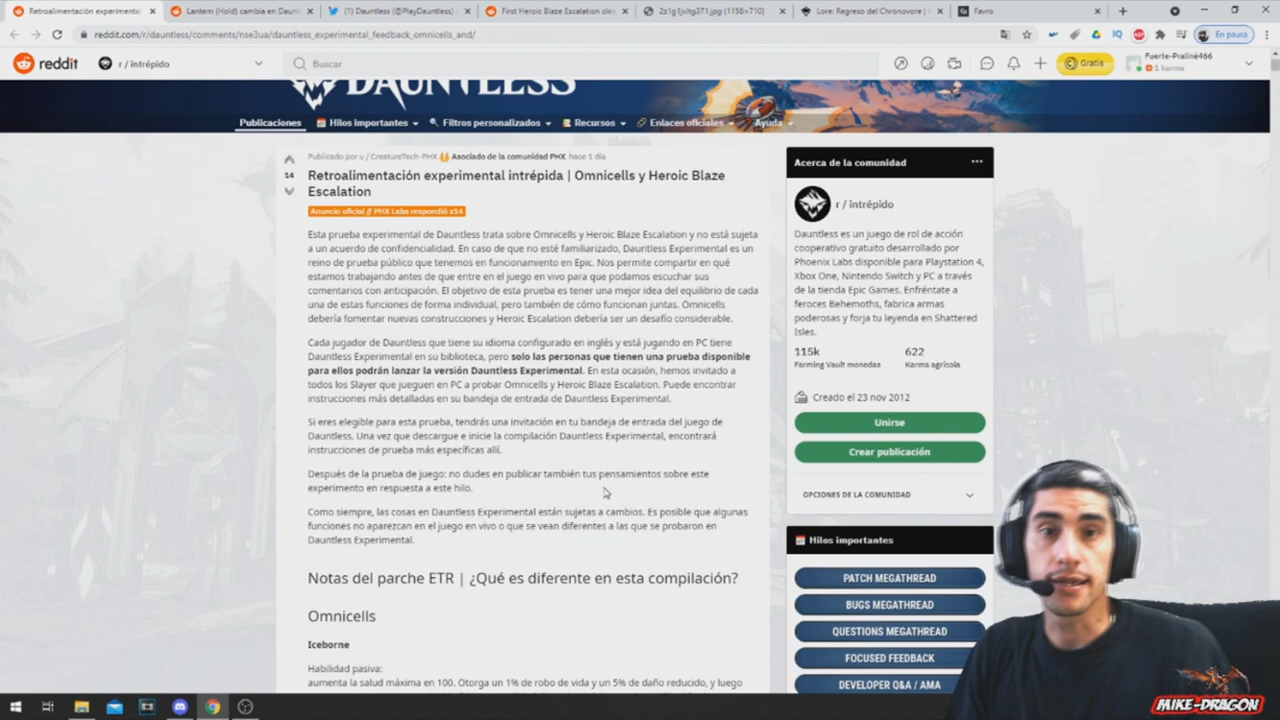 Retroalimentación experimental
Lantern (Hold) cambia en Daunt
(1) Dauntless (@PlayDauntless)
First Heroic Blaze Escalation cle
2z1g1jvltg371.jpg (1158×710)
Lore: Regreso del Chronovore |
Favro
reddit.com/r/dauntless/comments/nse3ua/dauntless_experimental_feedback_omnicells_and/
En pausa
reddit
r / intrépido
Buscar
Gratis
Fuerte-Praliné466
1 karma
DAUNTLESS
Publicaciones
Hilos importantes
Filtros personalizados
Recursos
Enlaces oficiales
Ayuda
Publicado por u / CreatureTech-PHX Asociado de la comunidad PHX hace 1 día
14
Retroalimentación experimental intrépida | Omnicells y Heroic Blaze
Escalation
Anuncio oficial // PHX Labs respondió x14
Esta prueba experimental de Dauntless trata sobre Omnicells y Heroic Blaze Escalation y no está sujeta
a un acuerdo de confidencialidad. En caso de que no esté familiarizado, Dauntless Experimental es un
reino de prueba público que tenemos en funcionamiento en Epic. Nos permite compartir en qué
estamos trabajando antes de que entre en el juego en vivo para que podamos escuchar sus
comentarios con anticipación. El objetivo de esta prueba es tener una mejor idea del equilibrio de cada
una de estas funciones de forma individual, pero también de cómo funcionan juntas. Omnicells
debería fomentar nuevas construcciones y Heroic Escalation debería ser un desafío considerable.
Cada jugador de Dauntless que tiene su idioma configurado en inglés y está jugando en PC tiene
Dauntless Experimental en su biblioteca, pero solo las personas que tienen una prueba disponible
para ellos podrán lanzar la versión Dauntless Experimental. En esta ocasión, hemos invitado a
todos los Slayer que jueguen en PC a probar Omnicells y Heroic Blaze Escalation. Puede encontrar
instrucciones más detalladas en su bandeja de entrada de Dauntless Experimental.
Si eres elegible para esta prueba, tendrás una invitación en tu bandeja de entrada del juego de
Dauntless. Una vez que descargue e inicie la compilación Dauntless Experimental, encontrará
instrucciones de prueba más específicas allí.
Después de la prueba de juego: no dudes en publicar también tus pensamientos sobre este
experimento en respuesta a este hilo.
Como siempre, las cosas en Dauntless Experimental están sujetas a cambios. Es posible que algunas
funciones no aparezcan en el juego en vivo o que se vean diferentes a las que se probaron en
Dauntless Experimental.
Notas del parche ETR | ¿Qué es diferente en esta compilación?
Omnicells
Iceborne
Habilidad pasiva:
aumenta la salud máxima en 100. Otorga un 1% de robo de vida y un 5% de daño reducido, y luego
Acerca de la comunidad
r / intrépido
Dauntless es un juego de rol de acción
cooperativo gratuito desarrollado por
Phoenix Labs disponible para Playstation 4,
Xbox One, Nintendo Switch y PC a través
de la tienda Epic Games. Enfréntate a
feroces Behemoths, fabrica armas
poderosas y forja tu leyenda en Shattered
Isles.
115k
622
Farming Vault monedas
Karma agrícola
Creado el 23 nov 2012
Unirse
Crear publicación
OPCIONES DE LA COMUNIDAD
Hilos importantes
PATCH MEGATHREAD
BUGS MEGATHREAD
QUESTIONS MEGATHREAD
FOCUSED FEEDBACK
DEVELOPER Q&A / AMA
MIKE-DRAGON